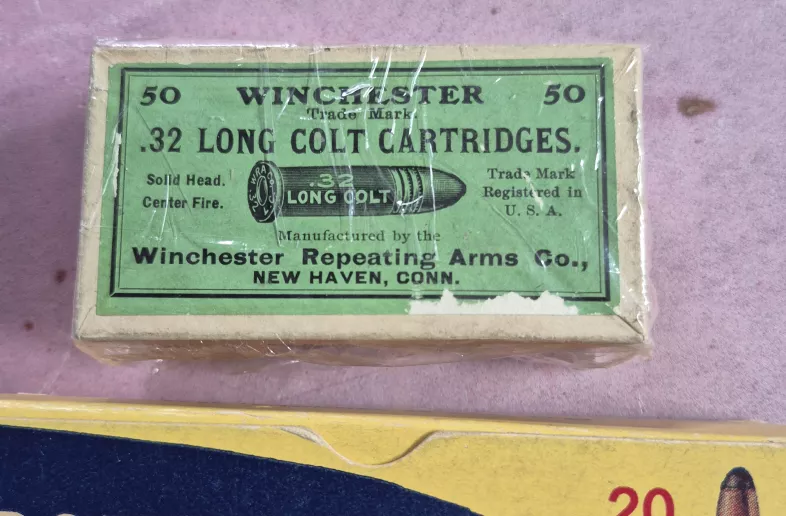 50 WINCHESTER 50
Trade Mark.
.32 LONG COLT CARTRIDGES.
Solid Head.
Center Fire.
.32
LONG COLT
Trade Mark
Registered in
U. S. A.
Manufactured by the
Winchester Repeating Arms Co.,
NEW HAVEN, CONN.
20